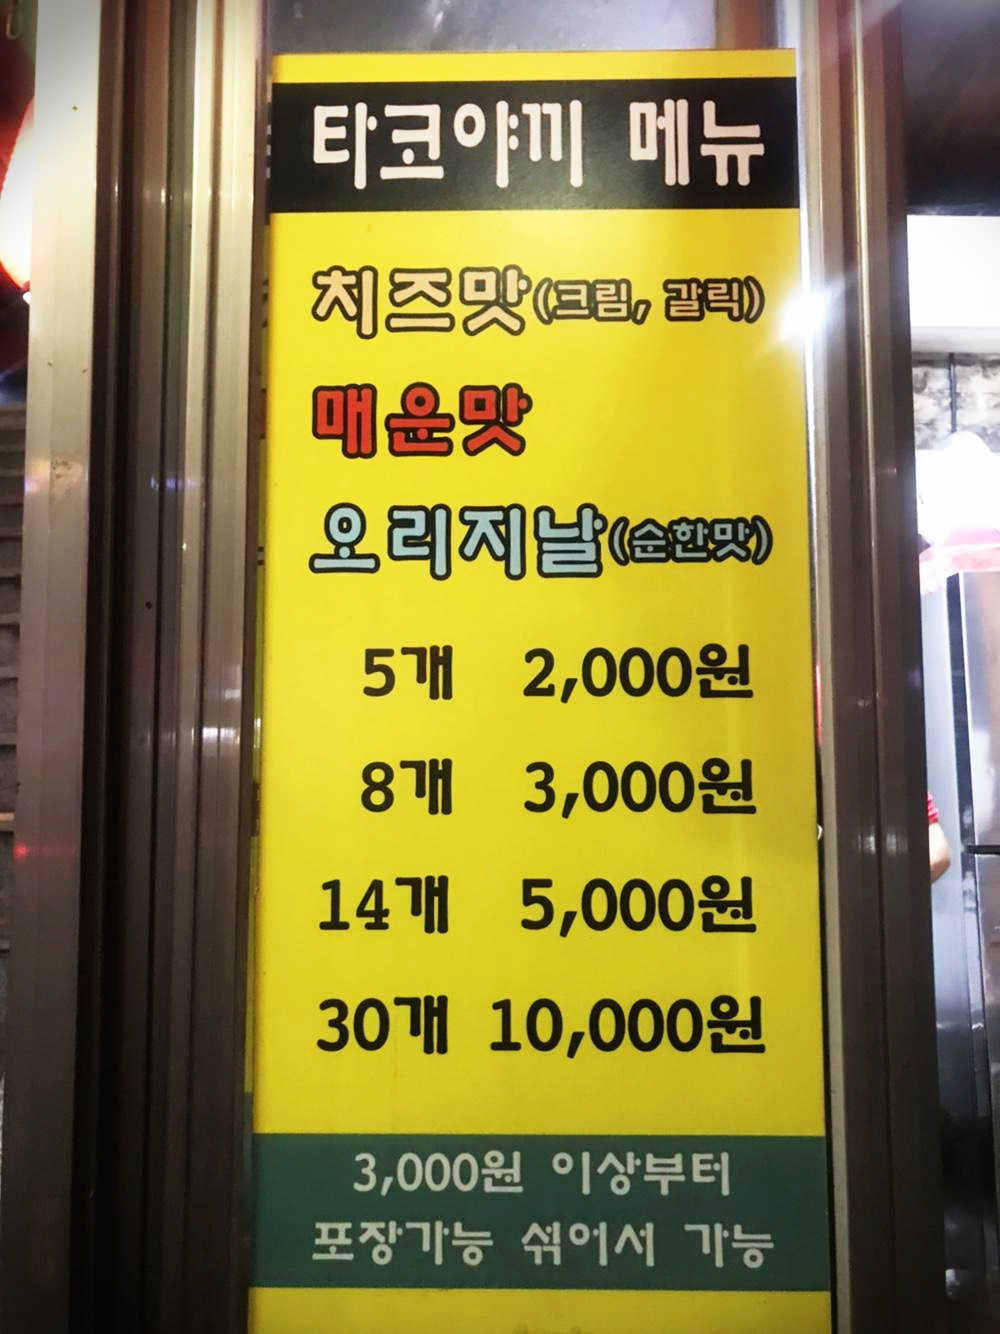 타코야끼 메뉴
치즈맛(크림, 갈릭)
매운맛
오리지날(순한맛)
5개 2,000원
8개 3,000원
14개 5,000원
30개 10,000원
3,000원 이상부터
포장가능 섞어서 가능